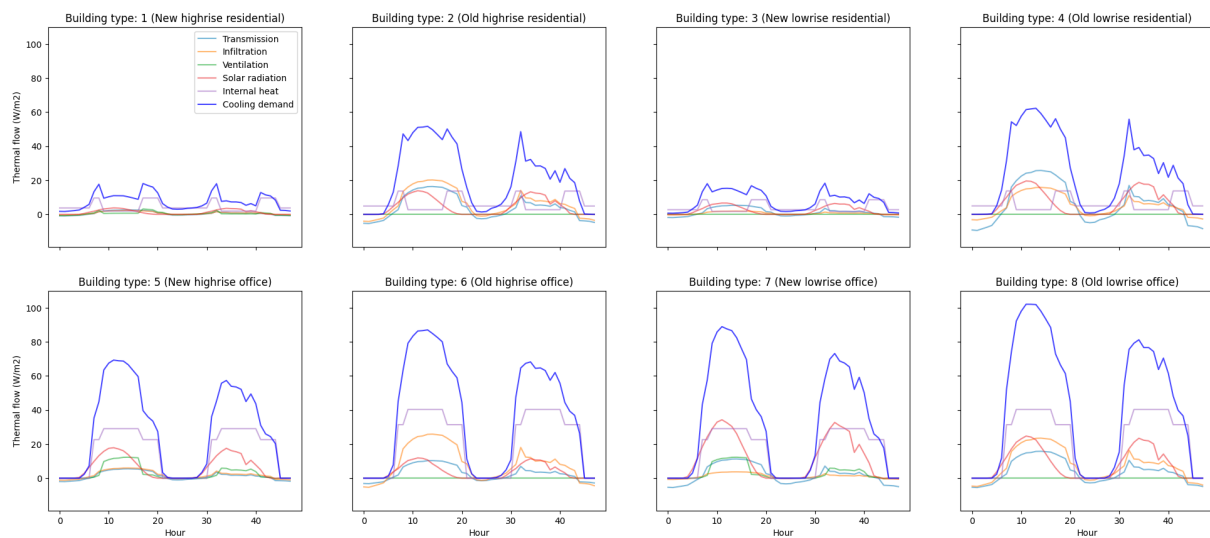 Building type: 1 (New highrise residential)
Building type: 2 (Old highrise residential)
Building type: 3 (New lowrise residential)
Building type: 4 (Old lowrise residential)
Thermal flow (W/m2)
100
80
60
40
20
0
Transmission
Infiltration
Ventilation
Solar radiation
Internal heat
Cooling demand
Building type: 5 (New highrise office)
Building type: 6 (Old highrise office)
Building type: 7 (New lowrise office)
Building type: 8 (Old lowrise office)
Thermal flow (W/m2)
100
80
60
40
20
0
0 10 20 30 40
0 10 20 30 40
0 10 20 30 40
0 10 20 30 40
Hour
Hour
Hour
Hour